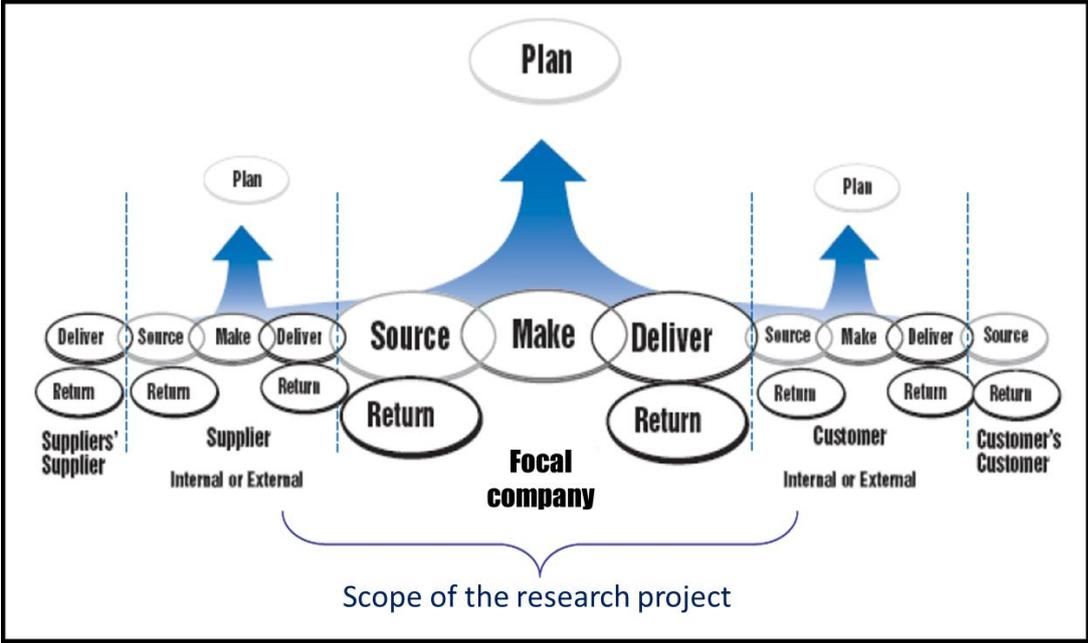 Plan
Plan
Plan
Deliver Source Make Deliver Source Make Deliver Source Make Deliver Source
Return Return Return Return Return Return Return Return
Suppliers'
Supplier
Supplier
Internal or External
Focal
company
Customer
Internal or External
Customer's
Customer
Scope of the research project